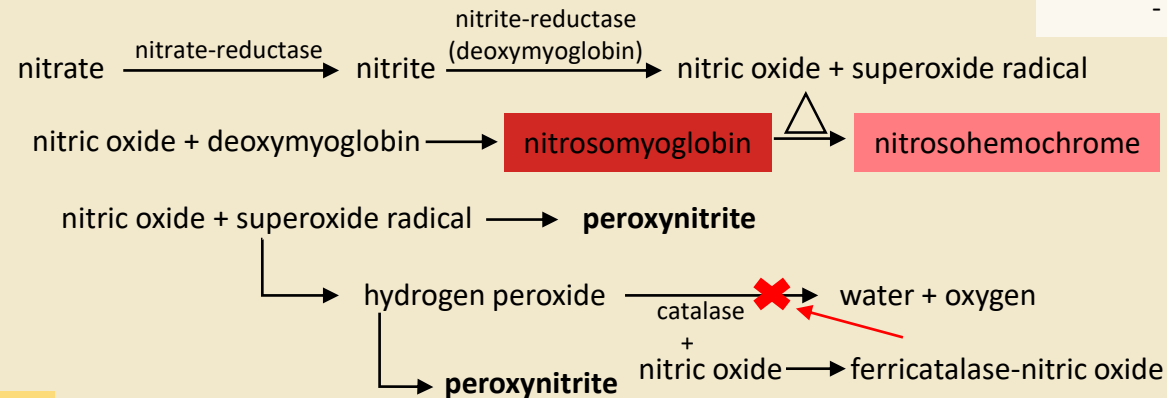 -
nitrate nitrate-reductase nitrite nitrite-reductase (deoxymyoglobin) nitric oxide + superoxide radical
nitric oxide + deoxymyoglobin nitrosomyoglobin nitrosohemochrome
nitric oxide + superoxide radical peroxynitrite
hydrogen peroxide catalase water + oxygen
+
peroxynitrite nitric oxide ferricatalase-nitric oxide